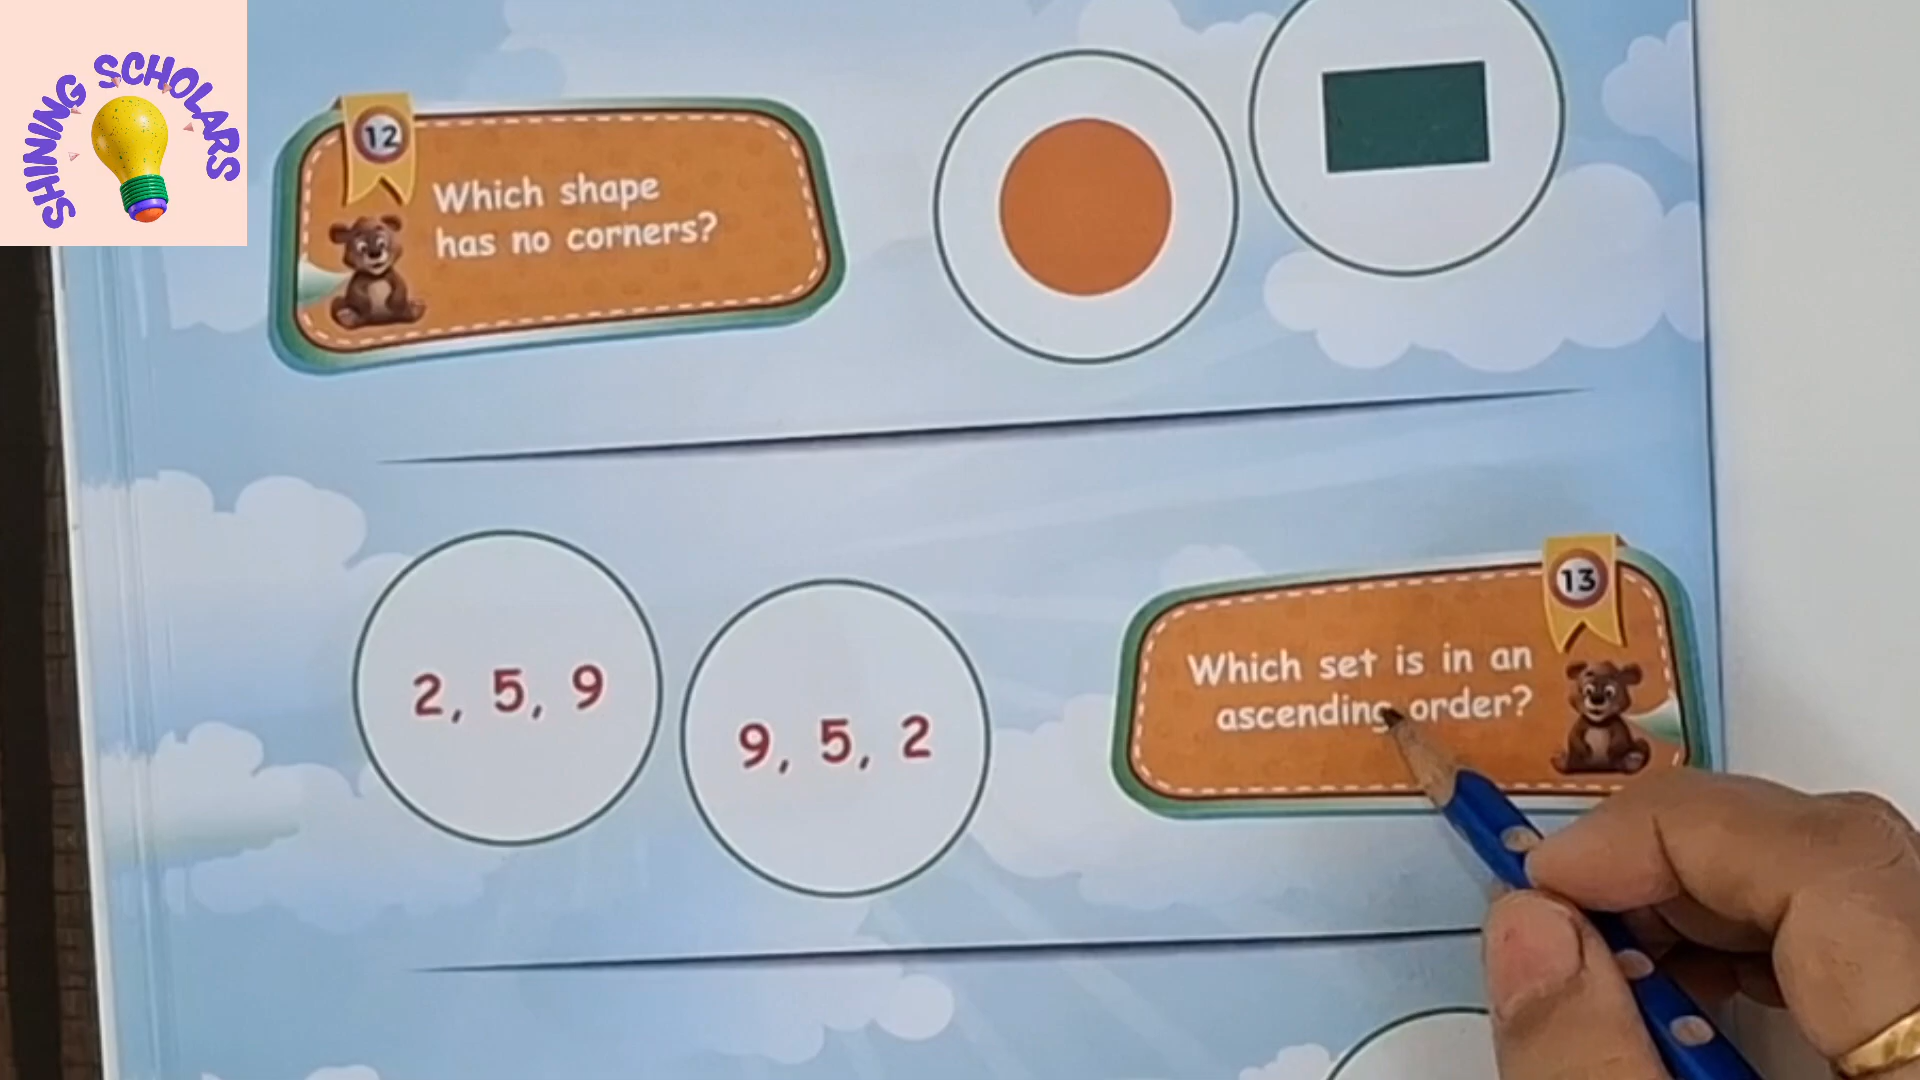 SHINING SCHOLARS
12
Which shape
has no corners?
2, 5, 9
9, 5, 2
13
Which set is in an
ascending order?